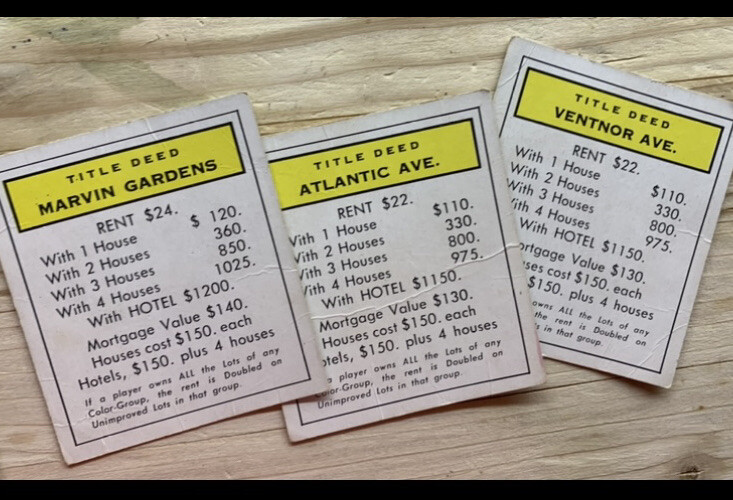 TITLE DEED
MARVIN GARDENS
RENT $24.
With 1 House $ 120.
With 2 Houses 360.
With 3 Houses 850.
With 4 Houses 1025.
With HOTEL $1200.
Mortgage Value $140.
Houses cost $150. each
Hotels, $150. plus 4 houses
If a player owns ALL the Lots of any
Color-Group, the rent is Doubled on
Unimproved Lots in that group.
TITLE DEED
ATLANTIC AVE.
RENT $22.
With 1 House $110.
With 2 Houses 330.
With 3 Houses 800.
With 4 Houses 975.
With HOTEL $1150.
Mortgage Value $130.
Houses cost $150. each
otels, $150. plus 4 houses
a player owns ALL the Lots of any
Color-Group, the rent is Doubled on
Unimproved Lots in that group.
TITLE DEED
VENTNOR AVE.
RENT $22.
With 1 House $110.
With 2 Houses 330.
With 3 Houses 800.
With 4 Houses 975.
With HOTEL $1150.
ortgage Value $130.
ses cost $150. each
$150. plus 4 houses
owns ALL the Lots of any
the rent is Doubled on
in that group.